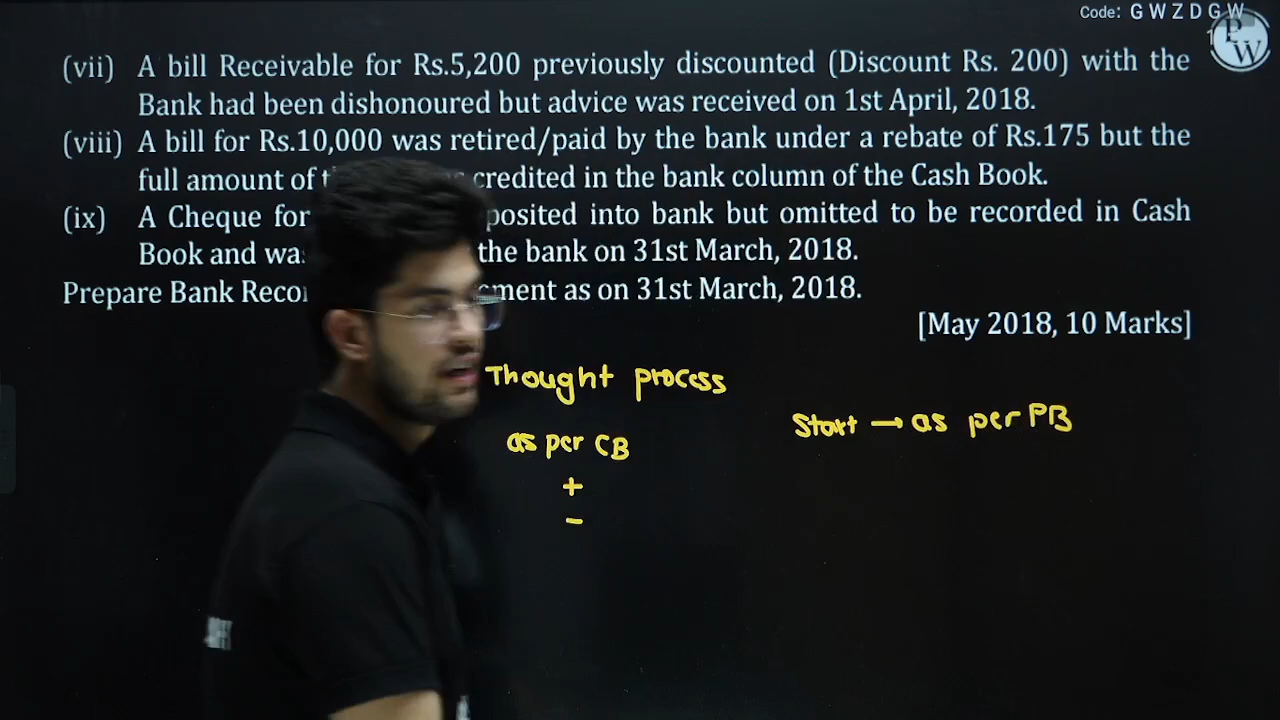 Code: G W Z D G W
PW
(vii) A bill Receivable for Rs.5,200 previously discounted (Discount Rs. 200) with the
Bank had been dishonoured but advice was received on 1st April, 2018.
(viii) A bill for Rs.10,000 was retired/paid by the bank under a rebate of Rs.175 but the
full amount of credited in the bank column of the Cash Book.
(ix) A Cheque for into bank but omitted to be recorded in Cash
Book and the bank on 31st March, 2018.
Prepare Bank as on 31st March, 2018.
[May 2018, 10 Marks]
Thought process
Start → as per PB
as per CB
+
-